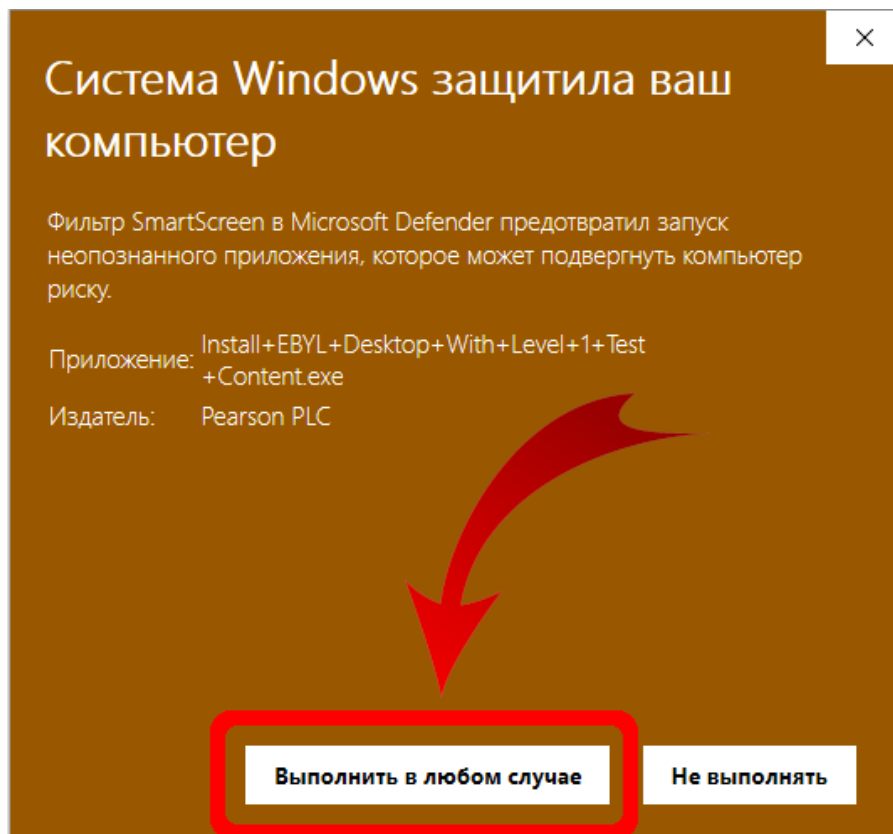 Система Windows защитила ваш
компьютер
Фильтр SmartScreen в Microsoft Defender предотвратил запуск
неопознанного приложения, которое может подвергнуть компьютер
риску.
Приложение: Install+EBYL+Desktop+With+Level+1+Test
+Content.exe
Издатель: Pearson PLC
Выполнить в любом случае Не выполнять